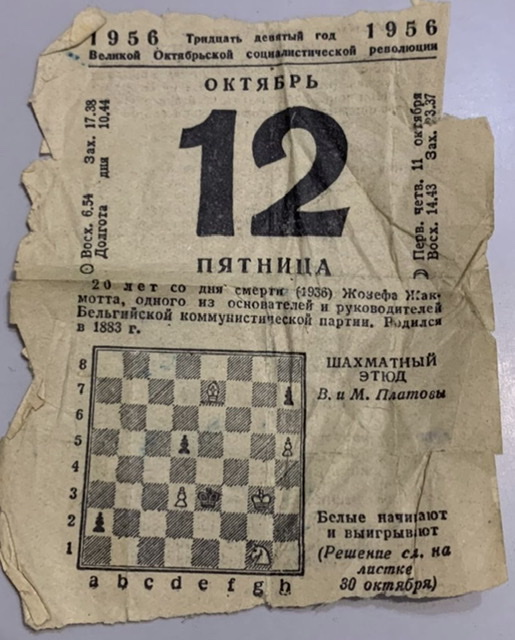 1956 Тридцать девятый год 1956
Великой Октябрьской социалистической революции
ОКТЯБРЬ
Восх. 6.54 Зах. 17.38
Долгота дня 10.44
12
Перв. четв. 11 октября
Восх. 14.43 Зах.
ПЯТНИЦА
20 лет со дня смерти (1936) Жозефа Жак-
мотта, одного из основателей и руководителей
Бельгийской коммунистической партии. Родился
в 1883 г.
ШАХМАТНЫЙ
ЭТЮД
В. и М. Платовы
8
7
6
5
4
3
2
1
a b c d e f g h
Белые начинают
и выигрывают
(Решение см. на
листке
30 октября)